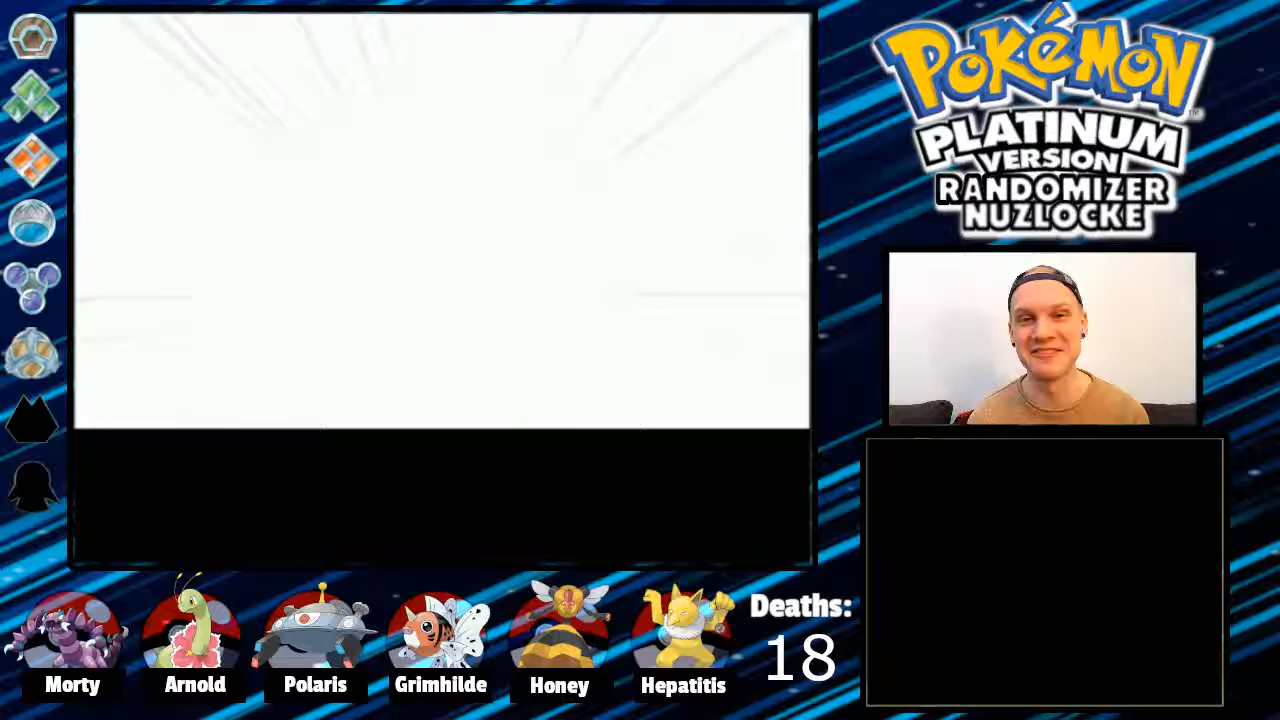 POKéMON
PLATINUM
VERSION
RANDOMIZER
NUZLOCKE
Deaths:
18
Morty
Arnold
Polaris
Grimhilde
Honey
Hepatitis